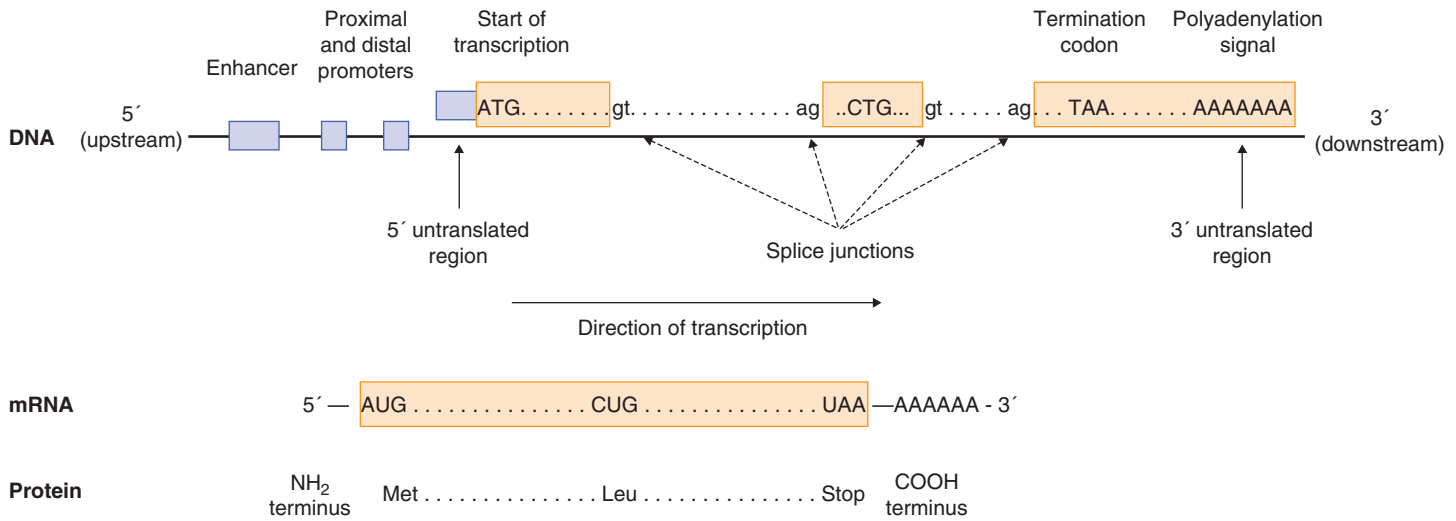 Enhancer
Proximal
and distal
promoters
Start of
transcription
Termination
codon
Polyadenylation
signal
DNA
5´
(upstream)
ATG. . . . . . . .gt. . . . . . . . . . . . . .ag ..CTG... gt . . . . .ag. . . TAA. . . . . . .AAAAAAA
3´
(downstream)
5´ untranslated
region
Splice junctions
3´ untranslated
region
Direction of transcription
mRNA 5´ — AUG . . . . . . . . . . . . . . . CUG . . . . . . . . . . . . . . . UAA —AAAAAA - 3´
Protein
NH2
terminus
Met . . . . . . . . . . . . . . . Leu . . . . . . . . . . . . . . . Stop
COOH
terminus